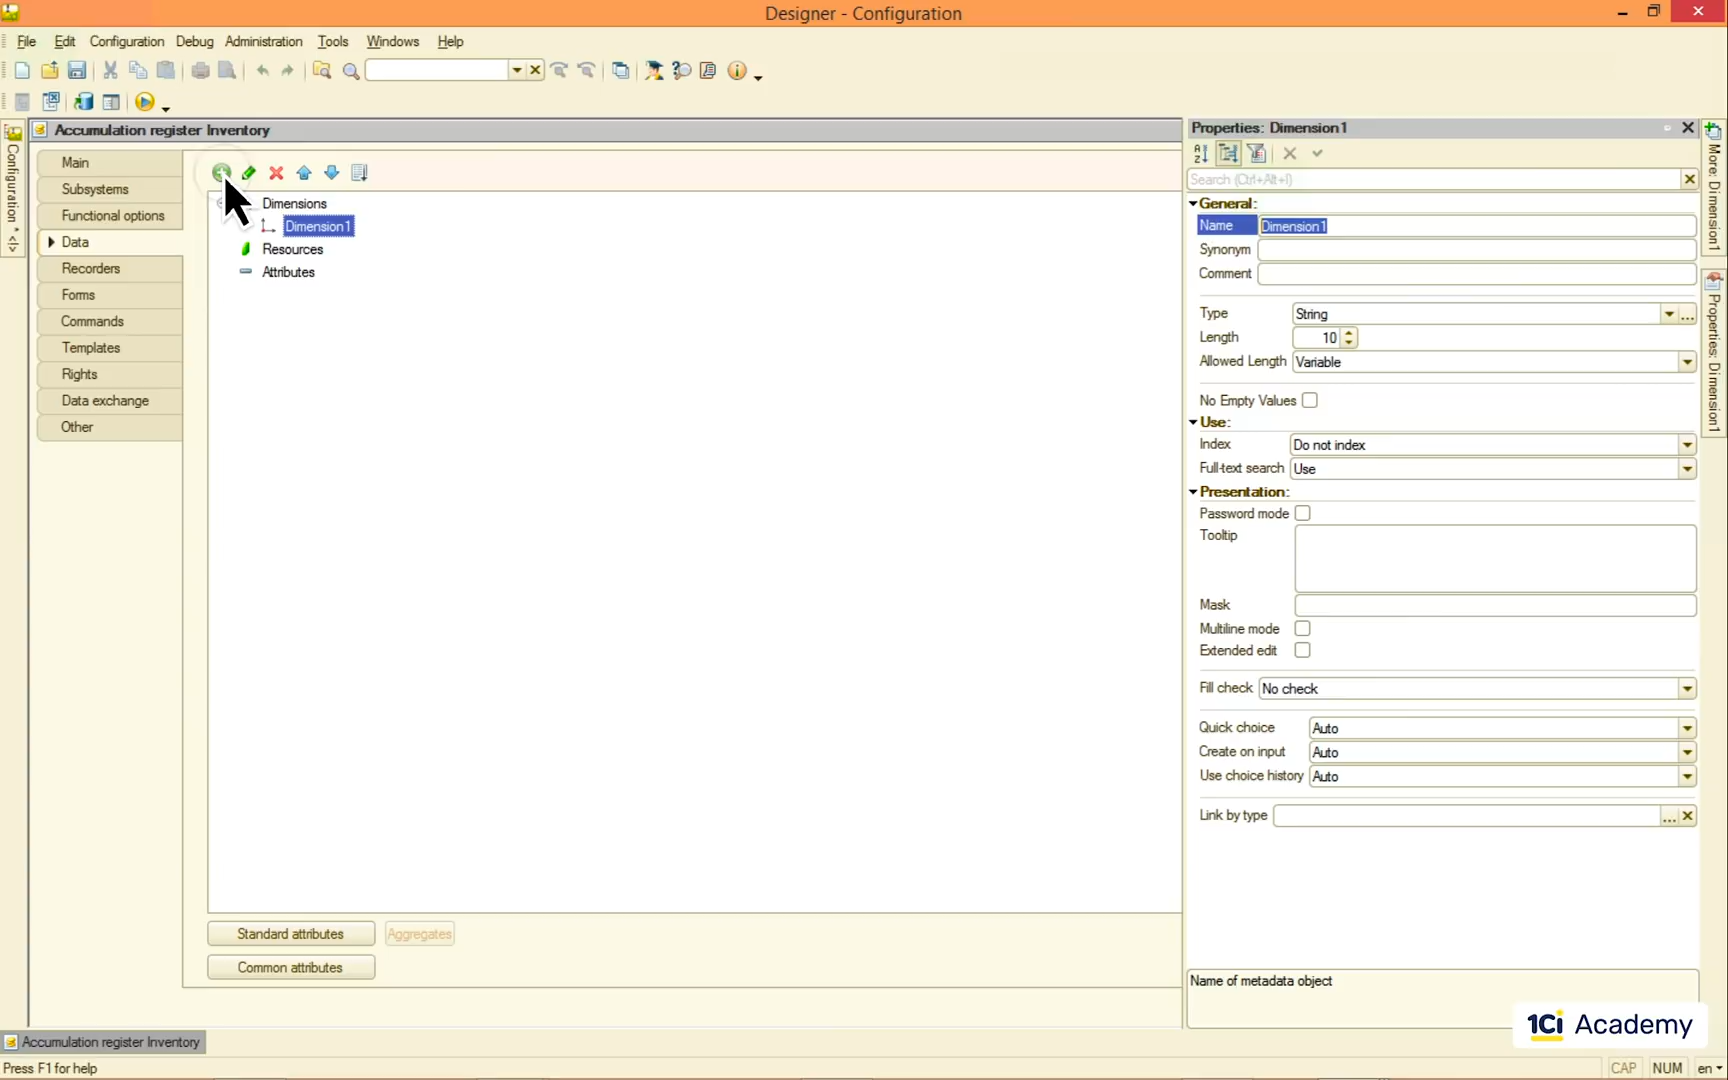 Designer - Configuration
File Edit Configuration Debug Administration Tools Windows Help
Configuration *
Accumulation register Inventory
Main
Subsystems
Functional options
Data
Recorders
Forms
Commands
Templates
Rights
Data exchange
Other
Dimensions
Dimension1
Resources
Attributes
Standard attributes Aggregates
Common attributes
Properties: Dimension1
Search (Ctrl+Alt+I)
General:
Name Dimension1
Synonym
Comment
Type String
Length 10
Allowed Length Variable
No Empty Values
Use:
Index Do not index
Full-text search Use
Presentation:
Password mode
Tooltip
Mask
Multiline mode
Extended edit
Fill check No check
Quick choice Auto
Create on input Auto
Use choice history Auto
Link by type
Name of metadata object
More: Dimension1
Properties: Dimension1
1Ci Academy
Accumulation register Inventory
Press F1 for help
CAP NUM en